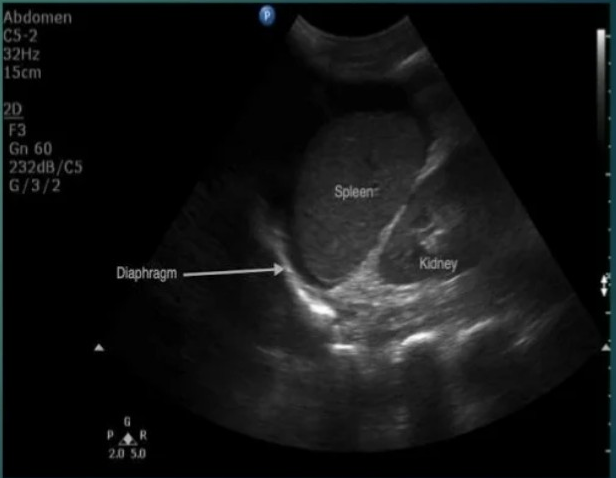 Abdomen
C5-2
32Hz
15cm
2D
F3
Gn 60
232dB/C5
G/3/2
P
Spleen
Kidney
Diaphragm
G
P R
2.0 5.0